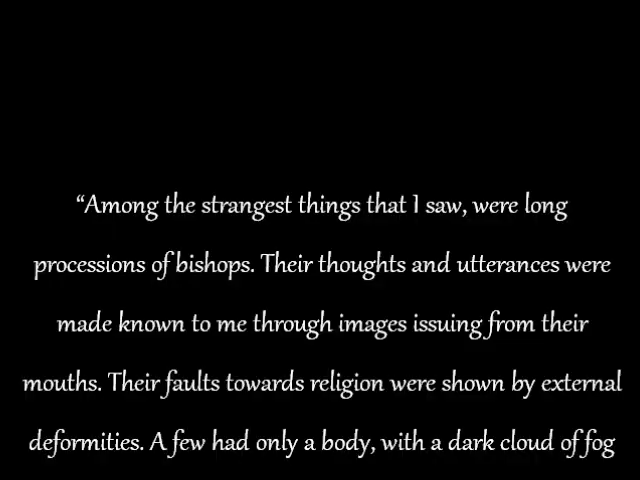 “Among the strangest things that I saw, were long
processions of bishops. Their thoughts and utterances were
made known to me through images issuing from their
mouths. Their faults towards religion were shown by external
deformities. A few had only a body, with a dark cloud of fog